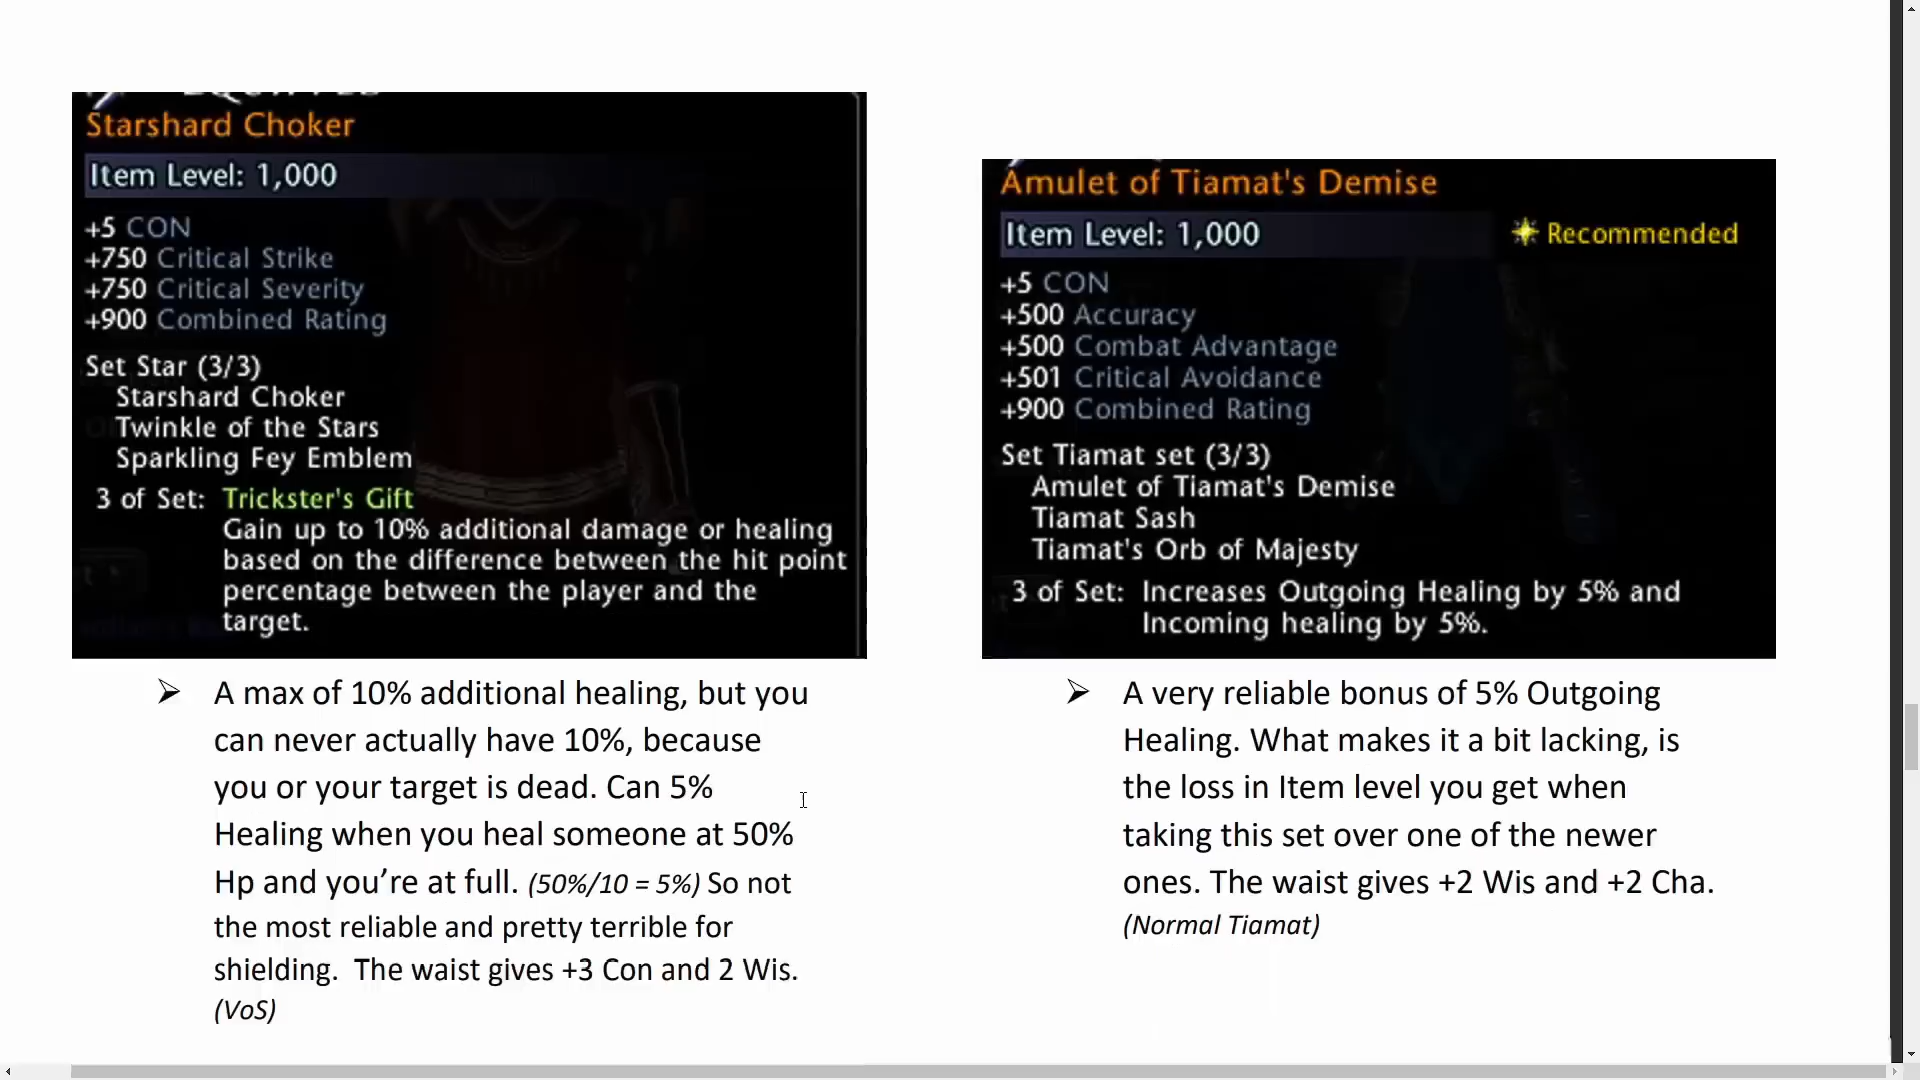 Starshard Choker
Item Level: 1,000
+5 CON
+750 Critical Strike
+750 Critical Severity
+900 Combined Rating
Set Star (3/3)
Starshard Choker
Twinkle of the Stars
Sparkling Fey Emblem
3 of Set: Trickster's Gift
Gain up to 10% additional damage or healing
based on the difference between the hit point
percentage between the player and the
target.
➢ A max of 10% additional healing, but you
can never actually have 10%, because
you or your target is dead. Can 5%
Healing when you heal someone at 50%
Hp and you’re at full. (50%/10 = 5%) So not
the most reliable and pretty terrible for
shielding. The waist gives +3 Con and 2 Wis.
(VoS)
Amulet of Tiamat's Demise
Item Level: 1,000 Recommended
+5 CON
+500 Accuracy
+500 Combat Advantage
+501 Critical Avoidance
+900 Combined Rating
Set Tiamat set (3/3)
Amulet of Tiamat's Demise
Tiamat Sash
Tiamat's Orb of Majesty
3 of Set: Increases Outgoing Healing by 5% and
Incoming healing by 5%.
➢ A very reliable bonus of 5% Outgoing
Healing. What makes it a bit lacking, is
the loss in Item level you get when
taking this set over one of the newer
ones. The waist gives +2 Wis and +2 Cha.
(Normal Tiamat)